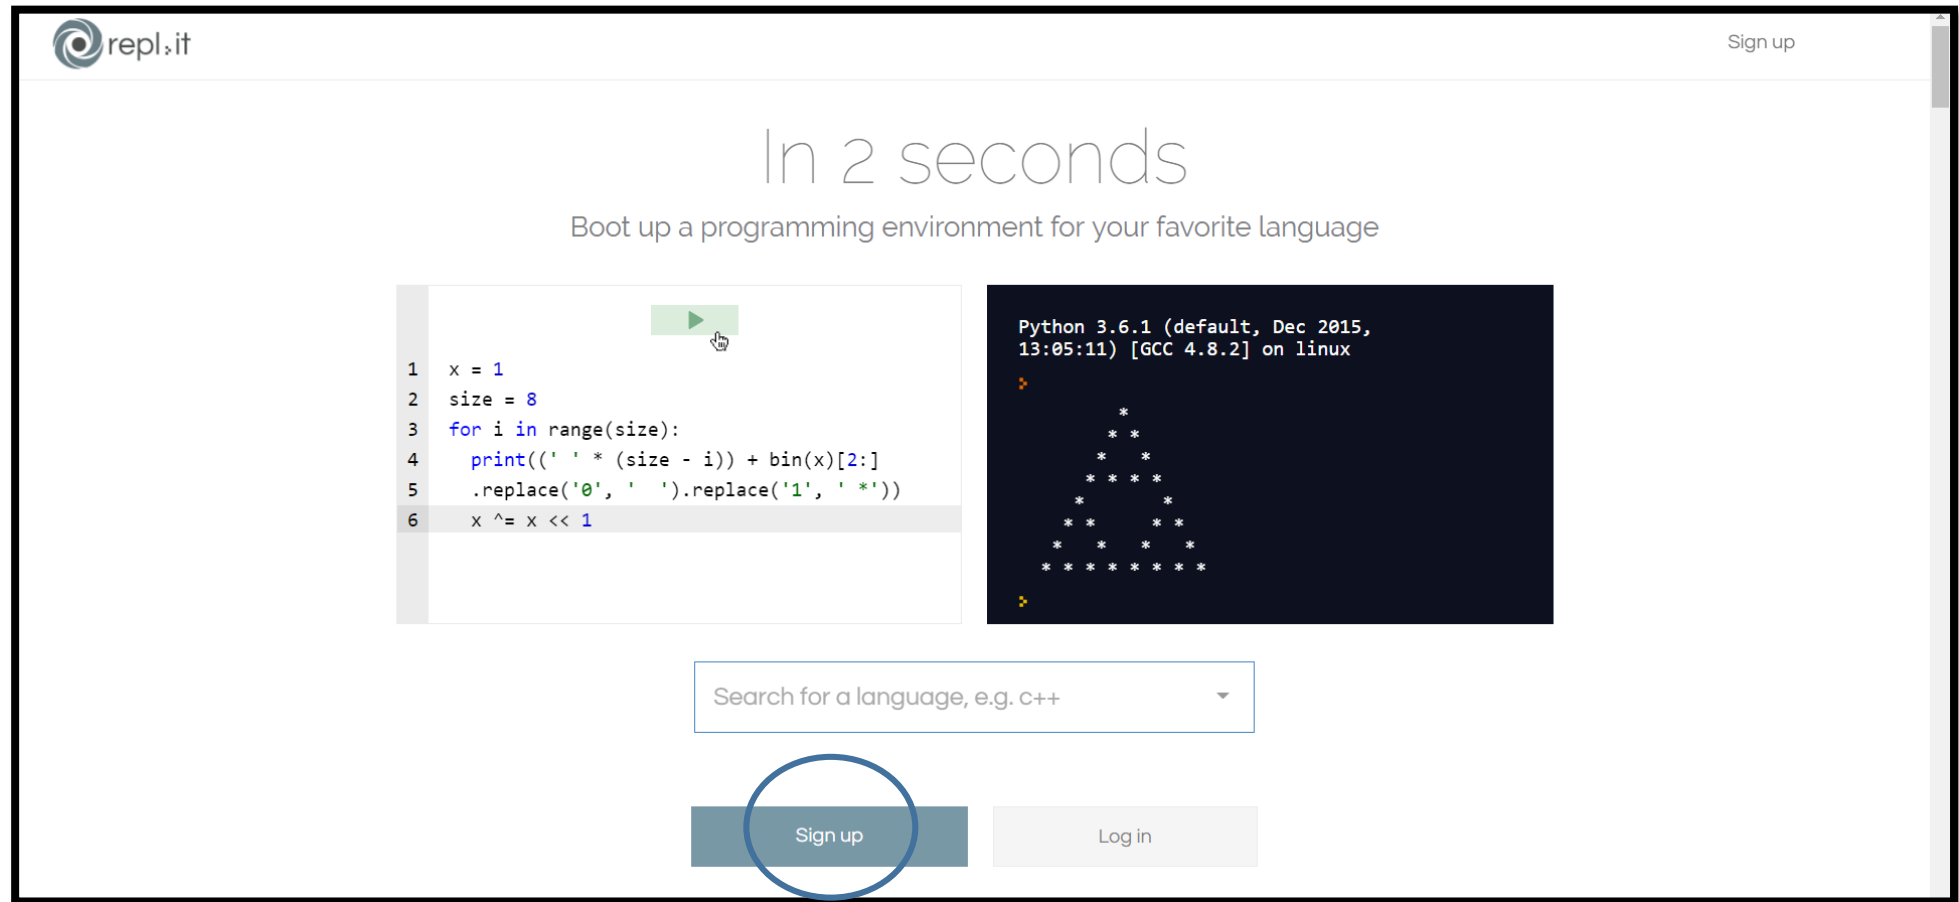 repl.it
Sign up
In 2 seconds
Boot up a programming environment for your favorite language
1 x = 1
2 size = 8
3 for i in range(size):
4   print((' ' * (size - i)) + bin(x)[2:]
5   .replace('0', '  ').replace('1', ' *'))
6   x ^= x << 1
Python 3.6.1 (default, Dec 2015,
13:05:11) [GCC 4.8.2] on linux
>
         *
        * *
       *   *
      * * * *
     *       *
    * *     * *
   *   *   *   *
  * * * * * * * *
>
Search for a language, e.g. c++
Sign up
Log in